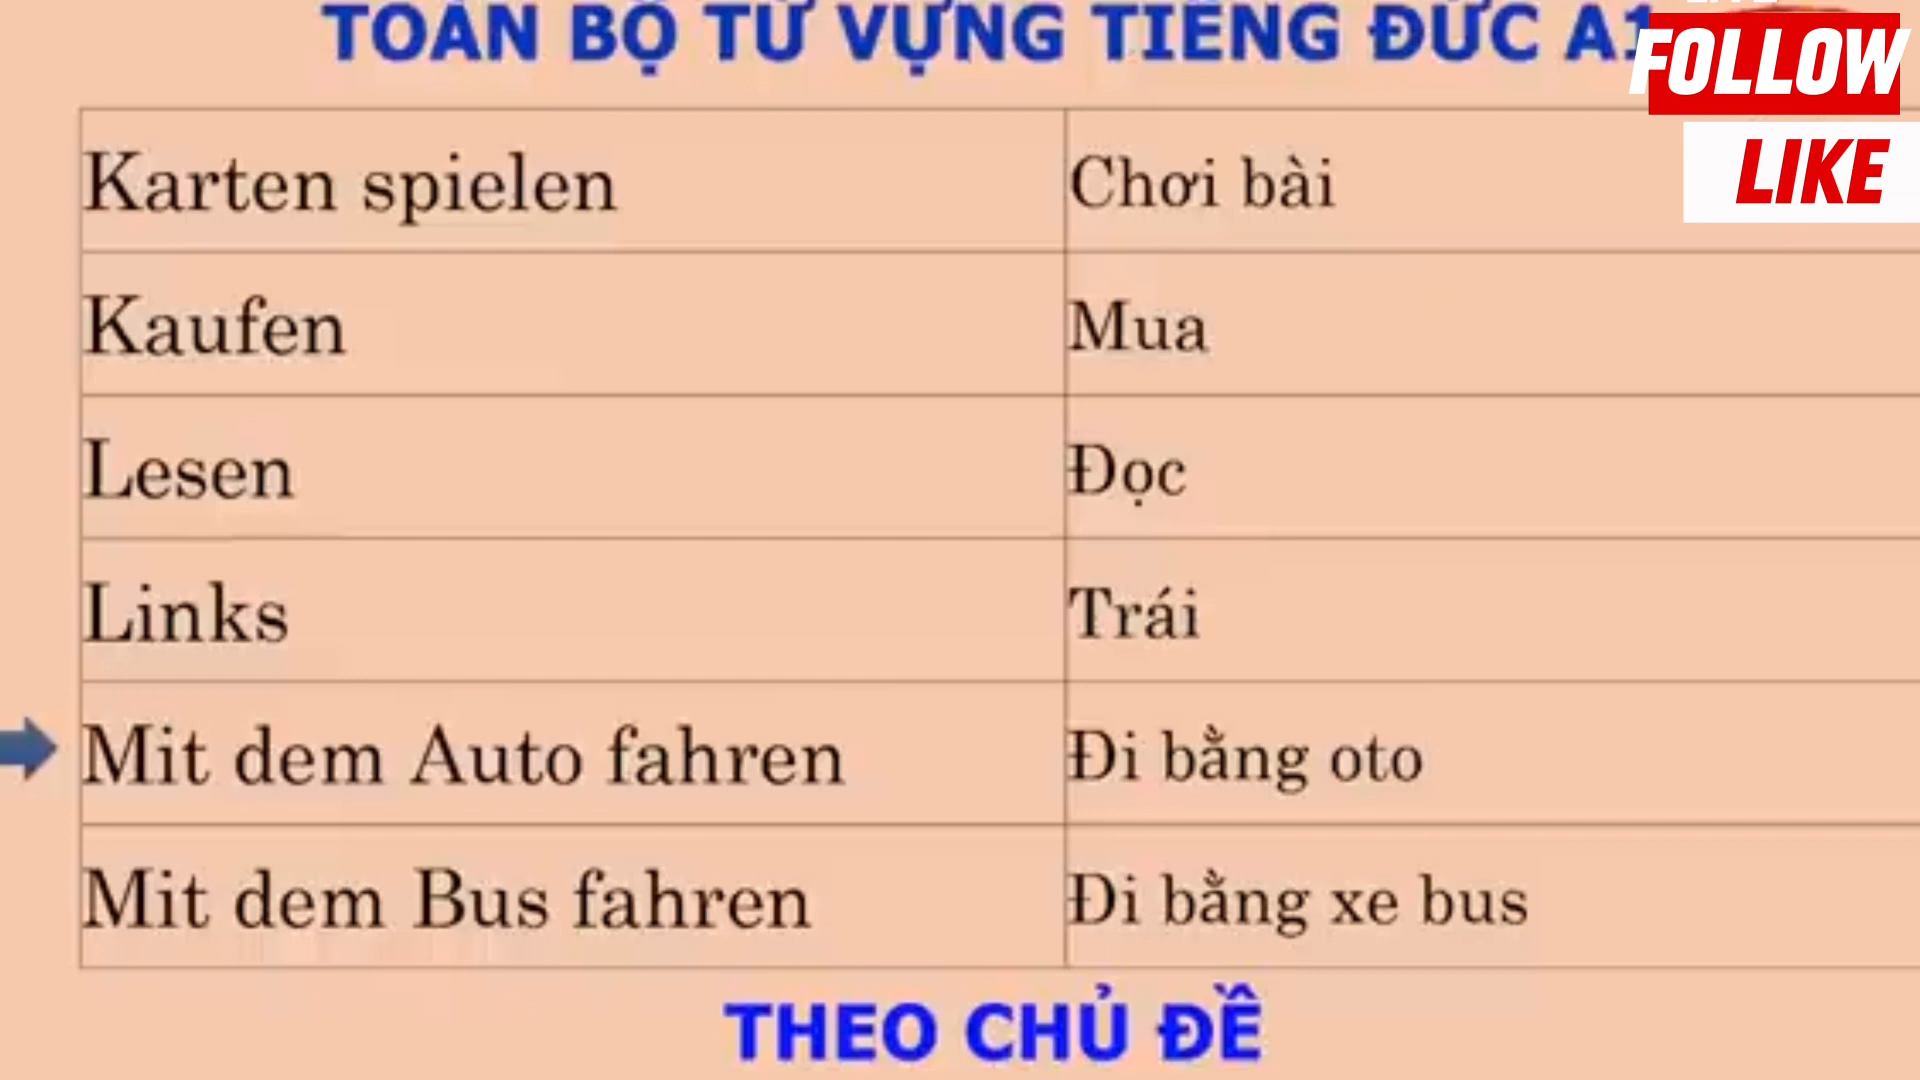 TOÀN BỘ TỪ VỰNG TIẾNG ĐỨC A1
FOLLOW
LIKE
Karten spielen Chơi bài
Kaufen Mua
Lesen Đọc
Links Trái
Mit dem Auto fahren Đi bằng oto
Mit dem Bus fahren Đi bằng xe bus
THEO CHỦ ĐỀ